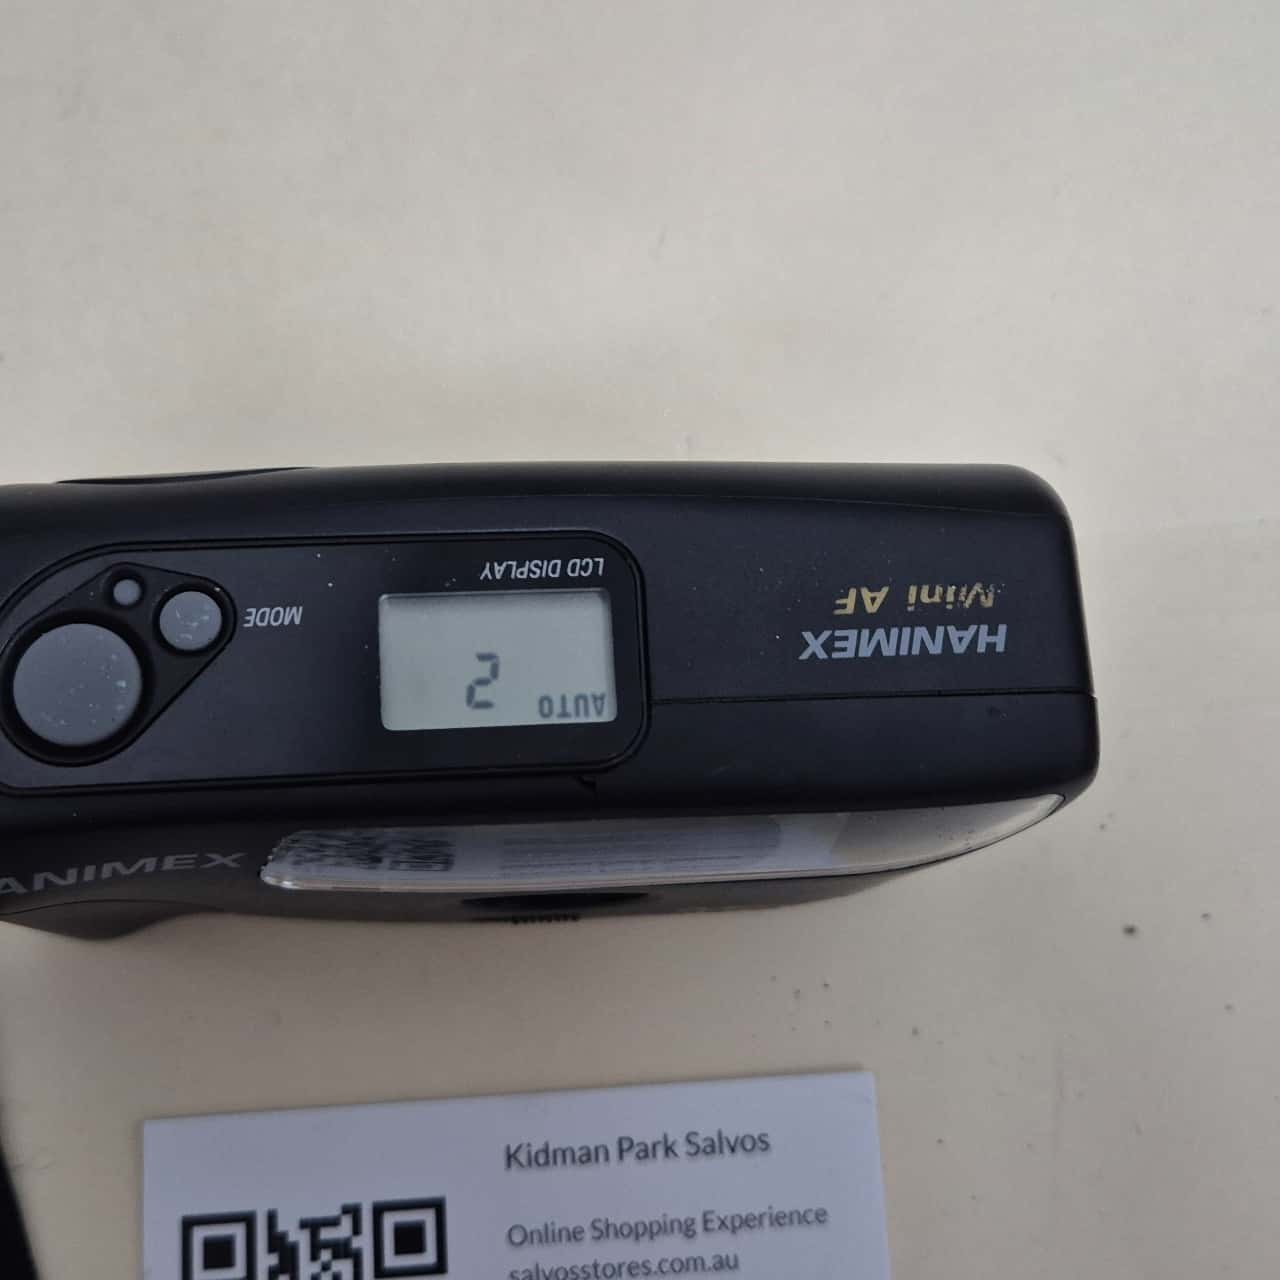 HANIMEX
Mini AF
LCD DISPLAY
AUTO
2
MODE
ANIMEX
Kidman Park Salvos
Online Shopping Experience
salvosstores.com.au